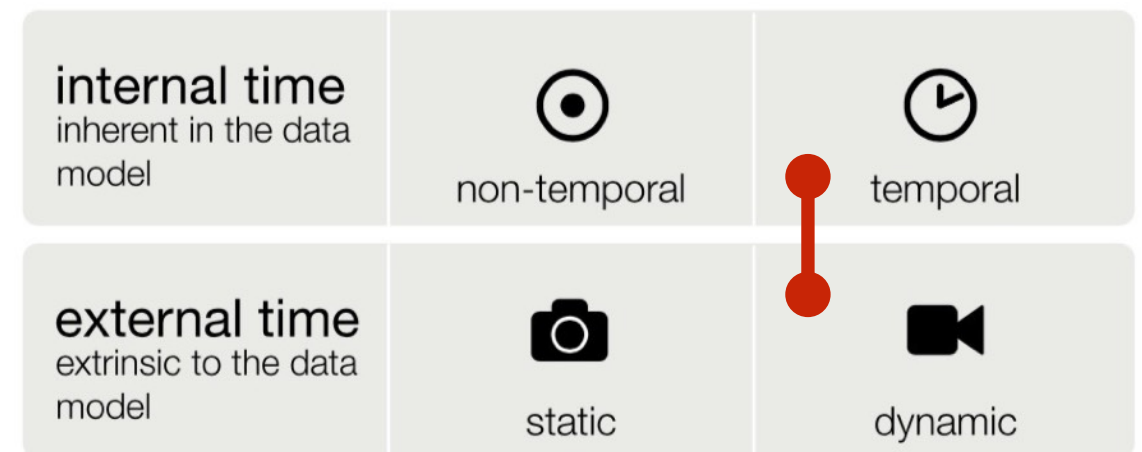 internal time
inherent in the data
model
non-temporal
temporal
external time
extrinsic to the data
model
static
dynamic